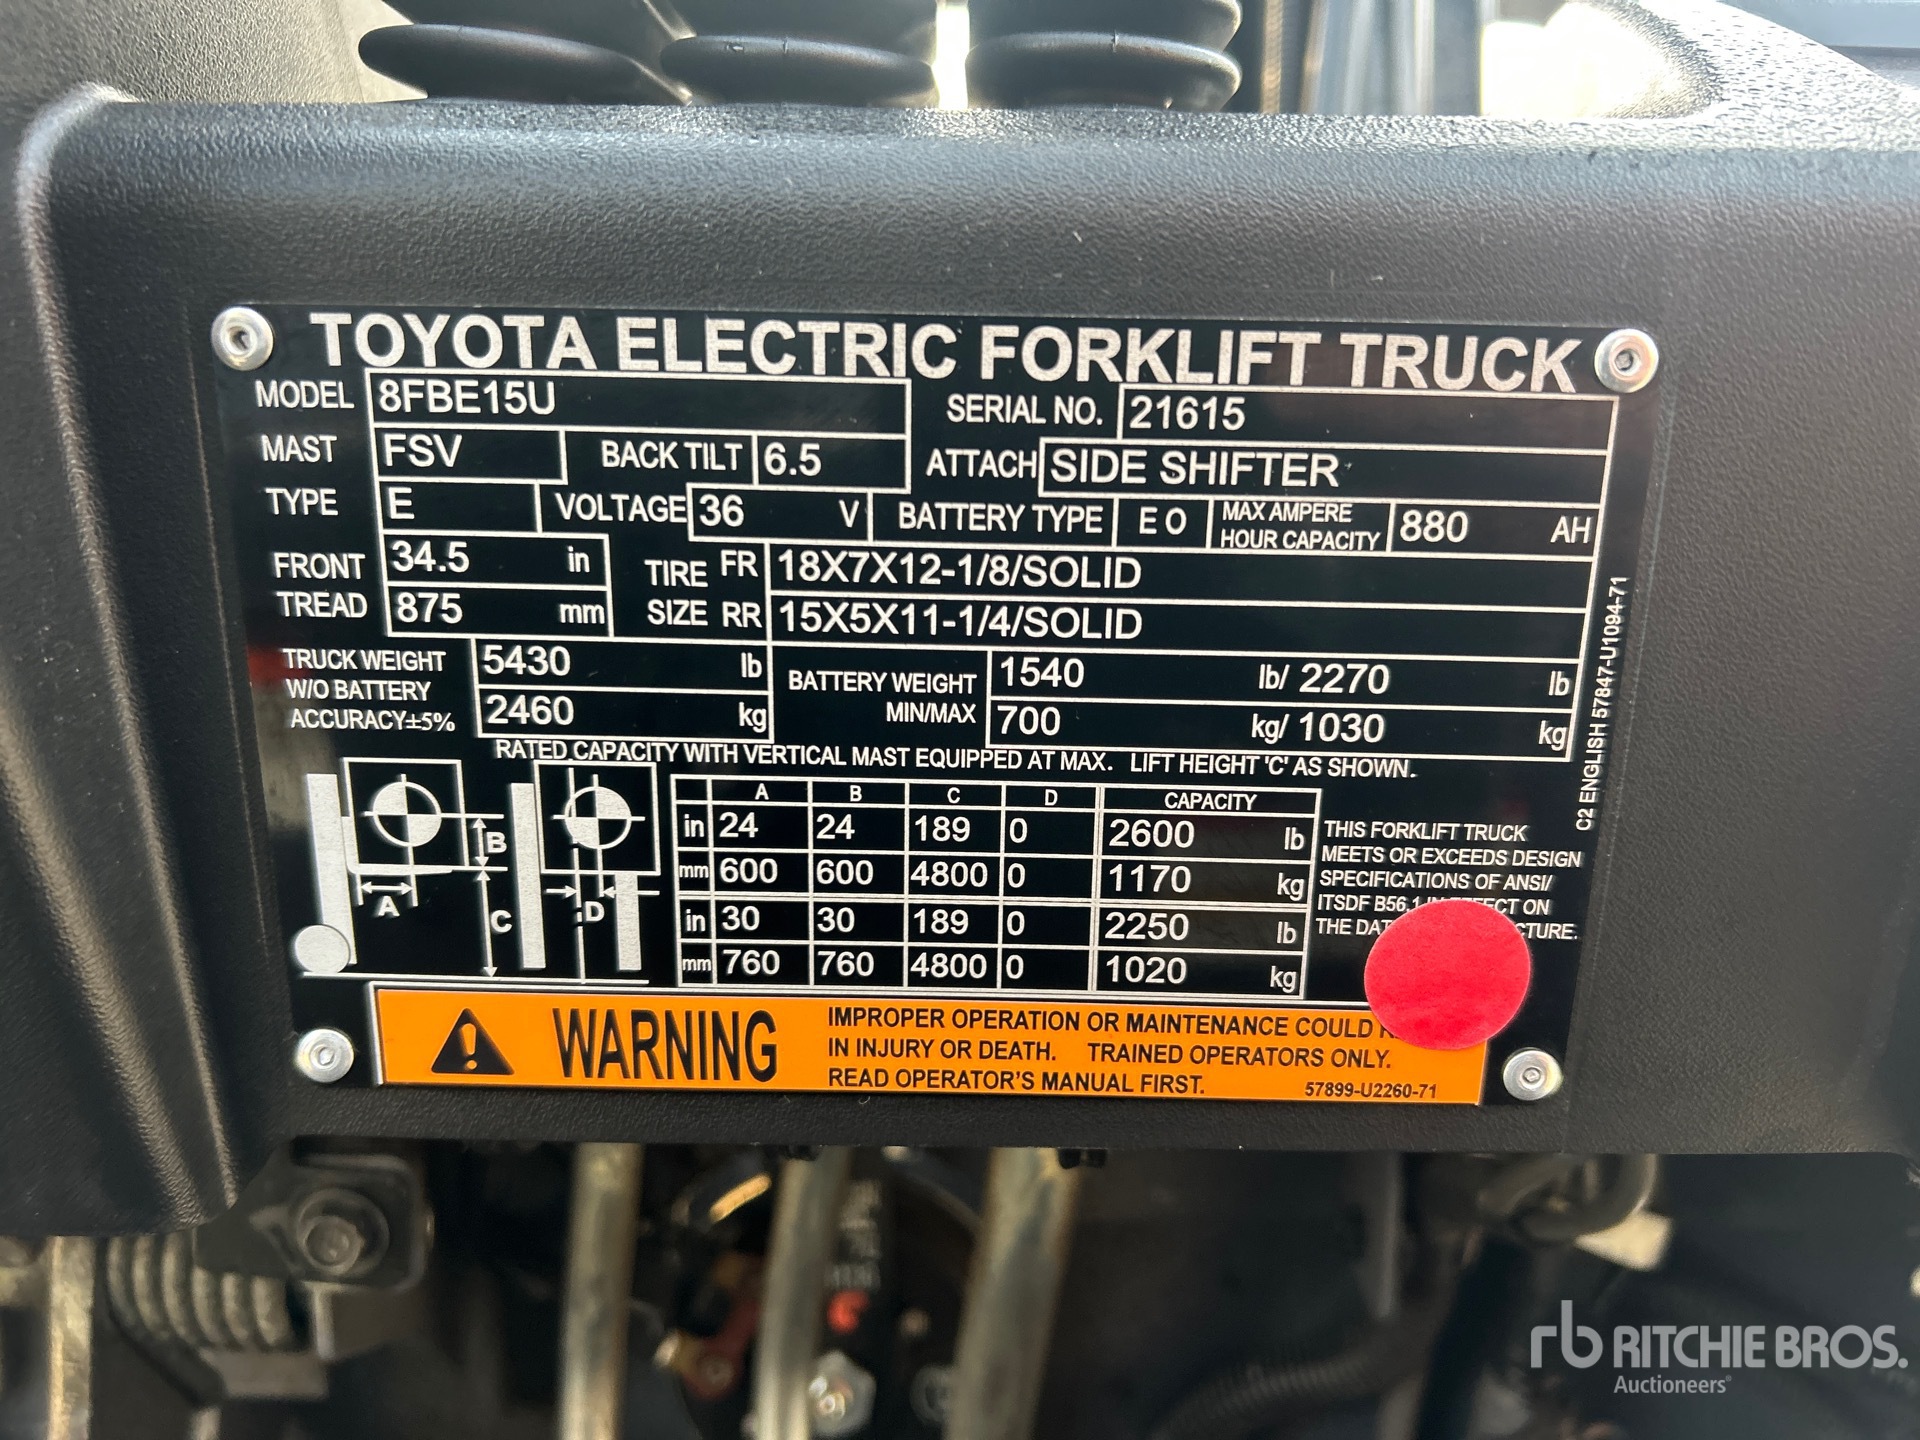 TOYOTA ELECTRIC FORKLIFT TRUCK
MODEL 8FBE15U SERIAL NO. 21615
MAST FSV BACK TILT 6.5 ATTACH SIDE SHIFTER
TYPE E VOLTAGE 36 V BATTERY TYPE E O MAX AMPERE HOUR CAPACITY 880 AH
FRONT TREAD 34.5 in TIRE SIZE FR 18X7X12-1/8/SOLID
875 mm RR 15X5X11-1/4/SOLID
TRUCK WEIGHT 5430 lb BATTERY WEIGHT 1540 lb/ 2270 lb
W/O BATTERY
ACCURACY±5% 2460 kg MIN/MAX 700 kg/ 1030 kg
RATED CAPACITY WITH VERTICAL MAST EQUIPPED AT MAX. LIFT HEIGHT 'C' AS SHOWN.
A B C D CAPACITY
in 24 24 189 0 2600 lb
mm 600 600 4800 0 1170 kg
in 30 30 189 0 2250 lb
mm 760 760 4800 0 1020 kg
B
A
C
D
THIS FORKLIFT TRUCK
MEETS OR EXCEEDS DESIGN
SPECIFICATIONS OF ANSI/
ITSDF B56.1 ON
THE
C2 ENGLISH 57847-U1094-71
WARNING
IMPROPER OPERATION OR MAINTENANCE COULD
IN INJURY OR DEATH. TRAINED OPERATORS ONLY.
READ OPERATOR'S MANUAL FIRST.
57899-U2260-71
rb RITCHIE BROS.
Auctioneers